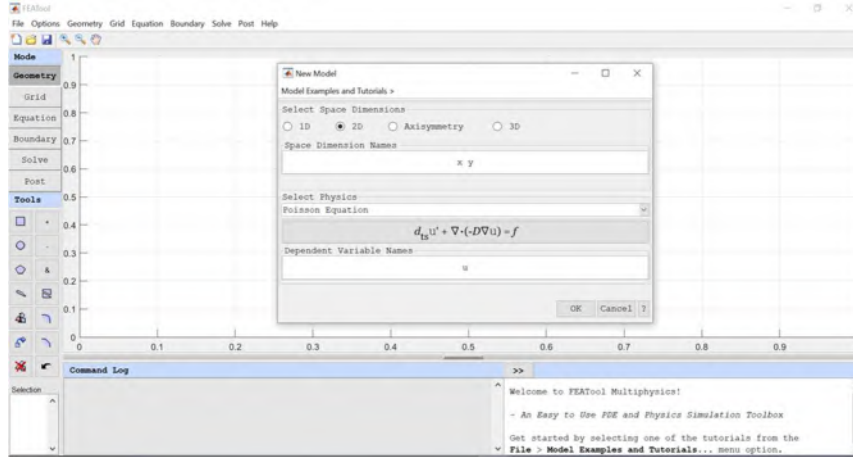 FEATool
File Options Geometry Grid Equation Boundary Solve Post Help
Mode
Geometry
Grid
Equation
Boundary
Solve
Post
Tools
&
Selection
1
0.9
0.8
0.7
0.6
0.5
0.4
0.3
0.2
0.1
0
0 0.1 0.2 0.3 0.4 0.5 0.6 0.7 0.8 0.9
New Model
Model Examples and Tutorials >
Select Space Dimensions
1D 2D Axisymmetry 3D
Space Dimension Names
x y
Select Physics
Poisson Equation
d_ts u' + ∇·(-D∇u) = f
Dependent Variable Names
u
OK Cancel ?
Command Log
>>
Welcome to FEATool Multiphysics!
- An Easy to Use PDE and Physics Simulation Toolbox
Get started by selecting one of the tutorials from the
File > Model Examples and Tutorials... menu option.